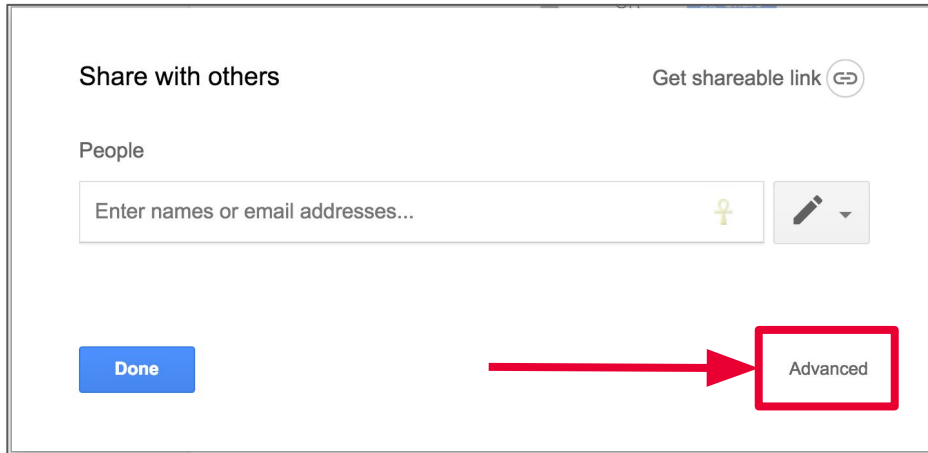 Share with others
Get shareable link
People
Enter names or email addresses...
Done
Advanced